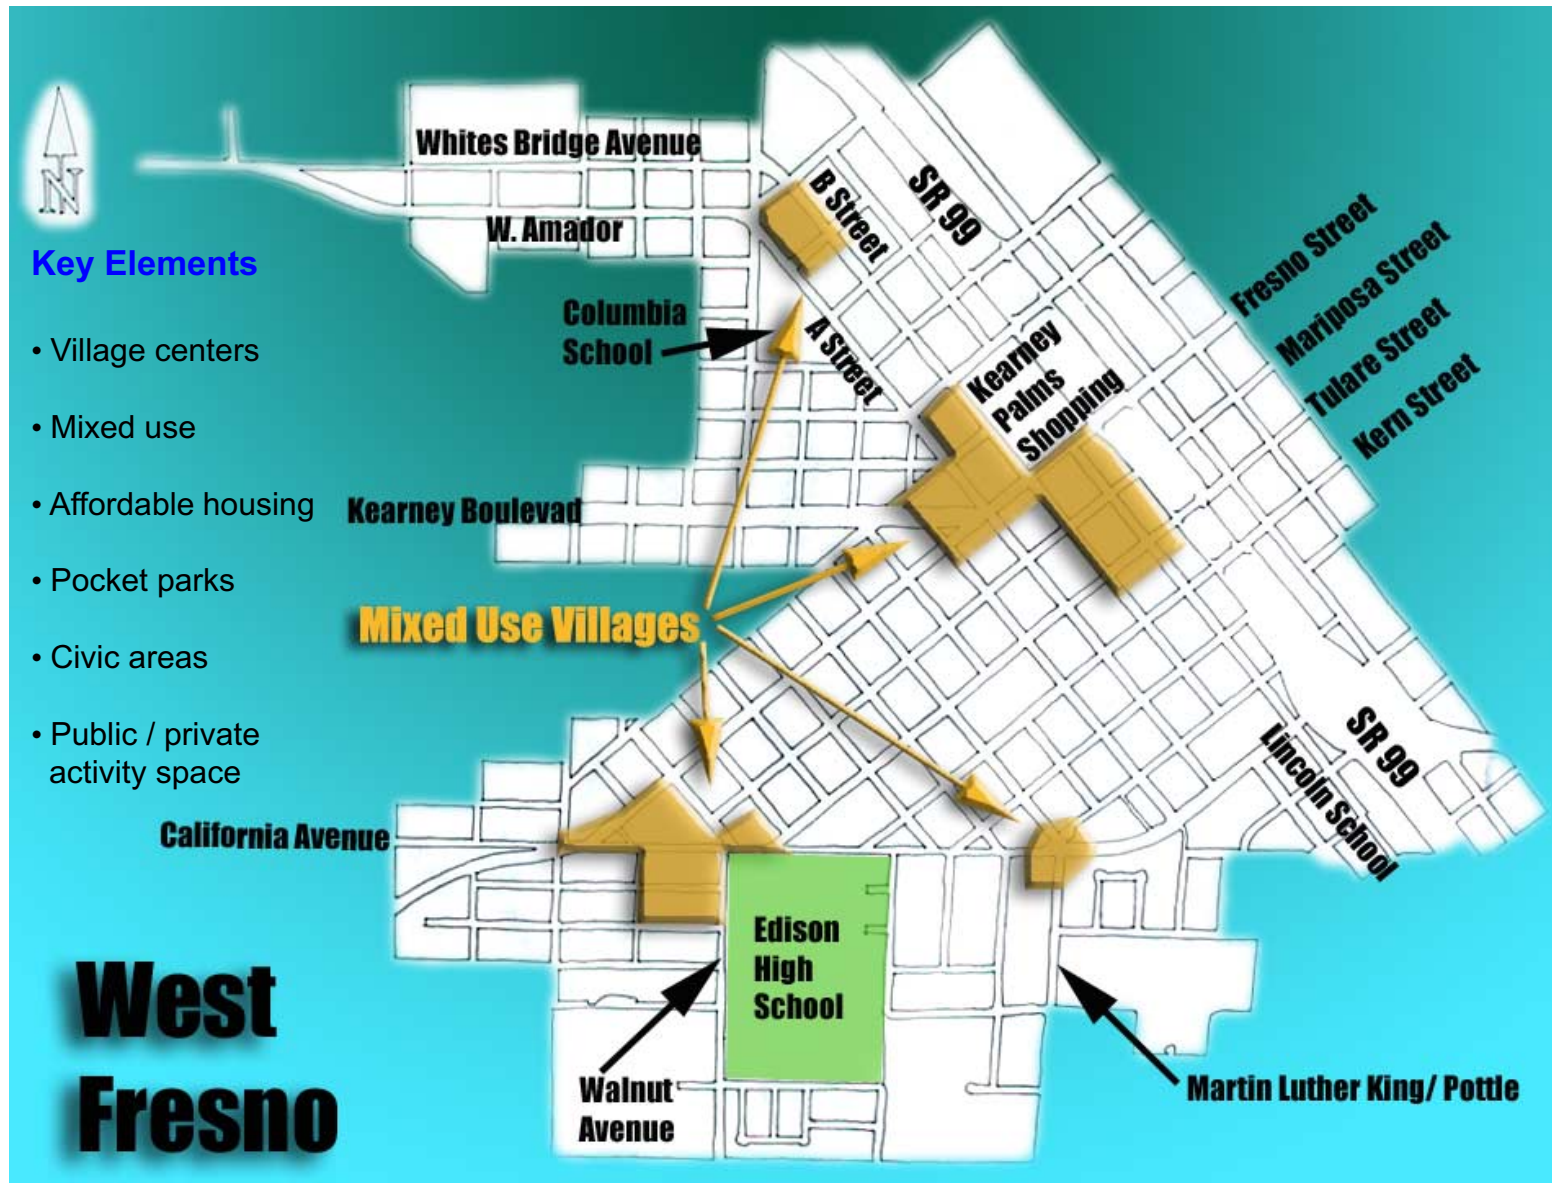 Whites Bridge Avenue
W. Amador
N
Key Elements
• Village centers
• Mixed use
• Affordable housing
• Pocket parks
• Civic areas
• Public / private
activity space
B Street
SR 99
Fresno Street
Mariposa Street
Tulare Street
Kern Street
Columbia
School
A Street
Kearney
Palms
Shopping
Kearney Boulevad
Mixed Use Villages
SR 99
Lincoln School
California Avenue
Edison
High
School
West
Fresno
Walnut
Avenue
Martin Luther King/ Pottle